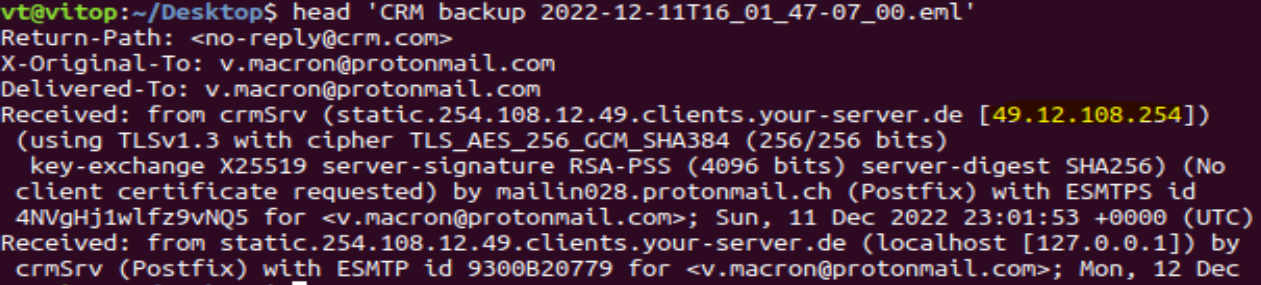 vt@vitop:~/Desktop$ head 'CRM backup 2022-12-11T16_01_47-07_00.eml'
Return-Path: <no-reply@crm.com>
X-Original-To: v.macron@protonmail.com
Delivered-To: v.macron@protonmail.com
Received: from crmSrv (static.254.108.12.49.clients.your-server.de [49.12.108.254])
 (using TLSv1.3 with cipher TLS_AES_256_GCM_SHA384 (256/256 bits)
  key-exchange X25519 server-signature RSA-PSS (4096 bits) server-digest SHA256) (No
 client certificate requested) by mailin028.protonmail.ch (Postfix) with ESMTPS id
 4NVgHj1wlfz9vNQ5 for <v.macron@protonmail.com>; Sun, 11 Dec 2022 23:01:53 +0000 (UTC)
Received: from static.254.108.12.49.clients.your-server.de (localhost [127.0.0.1]) by
 crmSrv (Postfix) with ESMTP id 9300B20779 for <v.macron@protonmail.com>; Mon, 12 Dec